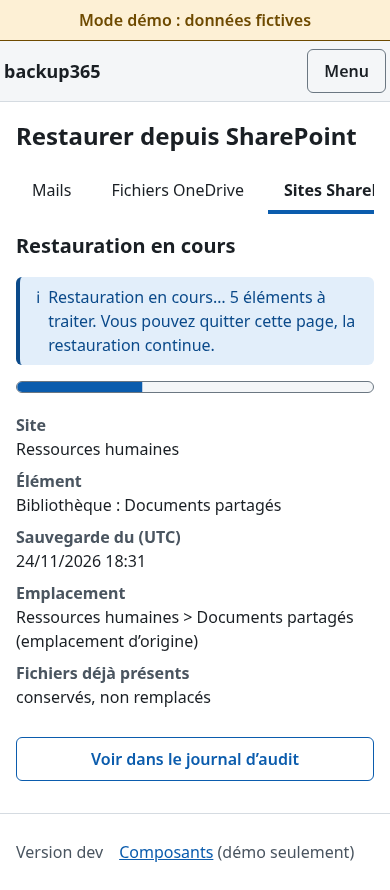 Mode démo : données fictives
backup365
Menu
Restaurer depuis SharePoint
Mails Fichiers OneDrive Sites Share
Restauration en cours
i Restauration en cours… 5 éléments à
traiter. Vous pouvez quitter cette page, la
restauration continue.
Site
Ressources humaines
Élément
Bibliothèque : Documents partagés
Sauvegarde du (UTC)
24/11/2026 18:31
Emplacement
Ressources humaines > Documents partagés
(emplacement d’origine)
Fichiers déjà présents
conservés, non remplacés
Voir dans le journal d’audit
Version dev Composants (démo seulement)